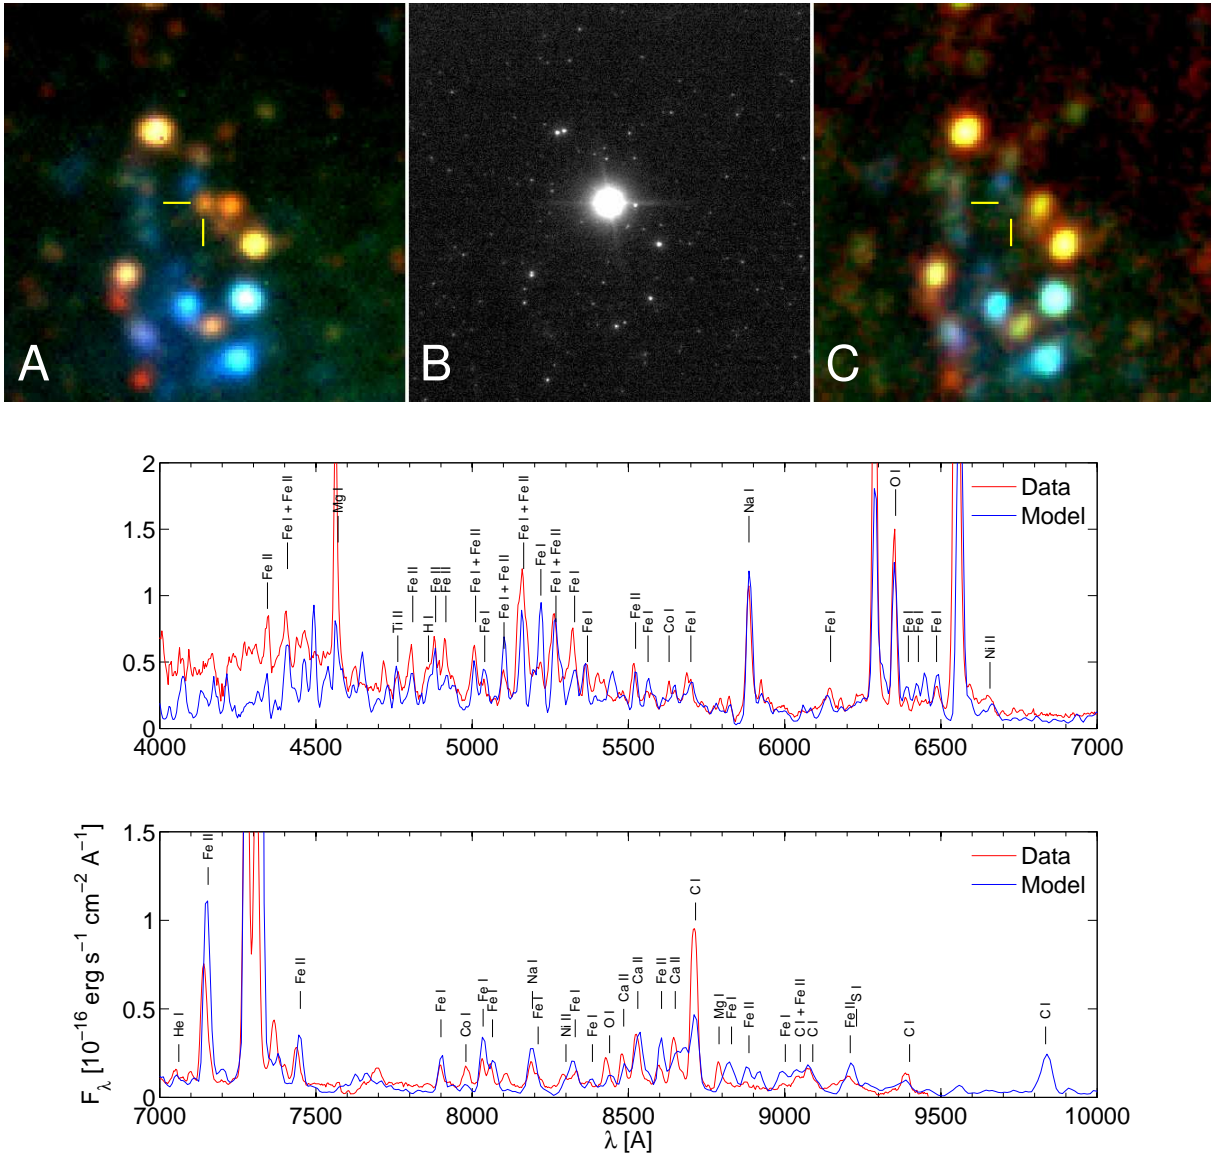 A
B
C
2
1.5
1
0.5
0
4000 4500 5000 5500 6000 6500 7000
Data
Model
Fe II
Fe I + Fe II
Mg I
Ti II
Fe II
H I
Fe II
Fe II
Fe I + Fe II
Fe I
Fe I + Fe II
Fe I + Fe II
Fe I
Fe I + Fe II
Fe I
Fe I
Fe II
Fe I
Co I
Fe I
Na I
Fe I
O I
Fe I
Fe I
Fe I
Ni II
1.5
1
0.5
0
7000 7500 8000 8500 9000 9500 10000
Data
Model
He I
Fe II
Fe II
Fe I
Co I
Fe I
Fe I
Na I
Fe I
Ni II
Fe I
Fe I
O I
Ca II
Ca II
Fe II
Ca II
C I
Mg I
Fe I
Fe II
Fe I
C I + Fe II
C I
Fe II
S I
C I
C I
F_λ [10⁻¹⁶ erg s⁻¹ cm⁻² A⁻¹]
λ [A]